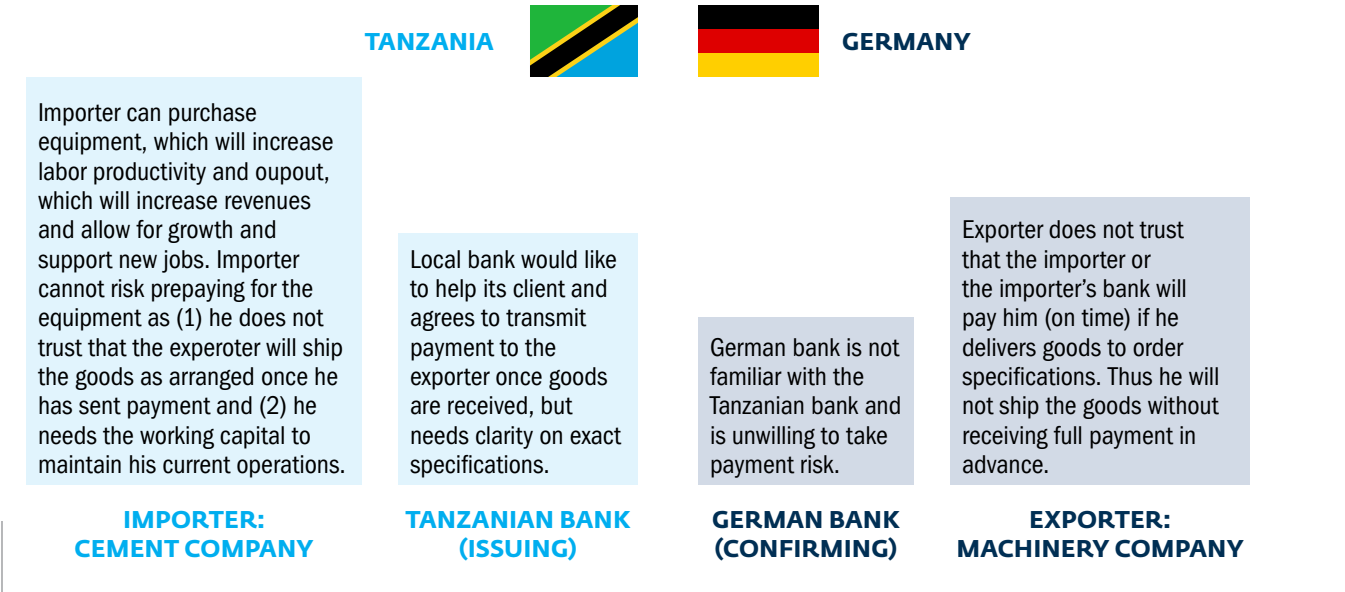 TANZANIA
GERMANY
Importer can purchase
equipment, which will increase
labor productivity and oupout,
which will increase revenues
and allow for growth and
support new jobs. Importer
cannot risk prepaying for the
equipment as (1) he does not
trust that the experoter will ship
the goods as arranged once he
has sent payment and (2) he
needs the working capital to
maintain his current operations.
IMPORTER:
CEMENT COMPANY
Local bank would like
to help its client and
agrees to transmit
payment to the
exporter once goods
are received, but
needs clarity on exact
specifications.
TANZANIAN BANK
(ISSUING)
German bank is not
familiar with the
Tanzanian bank and
is unwilling to take
payment risk.
GERMAN BANK
(CONFIRMING)
Exporter does not trust
that the importer or
the importer’s bank will
pay him (on time) if he
delivers goods to order
specifications. Thus he will
not ship the goods without
receiving full payment in
advance.
EXPORTER:
MACHINERY COMPANY